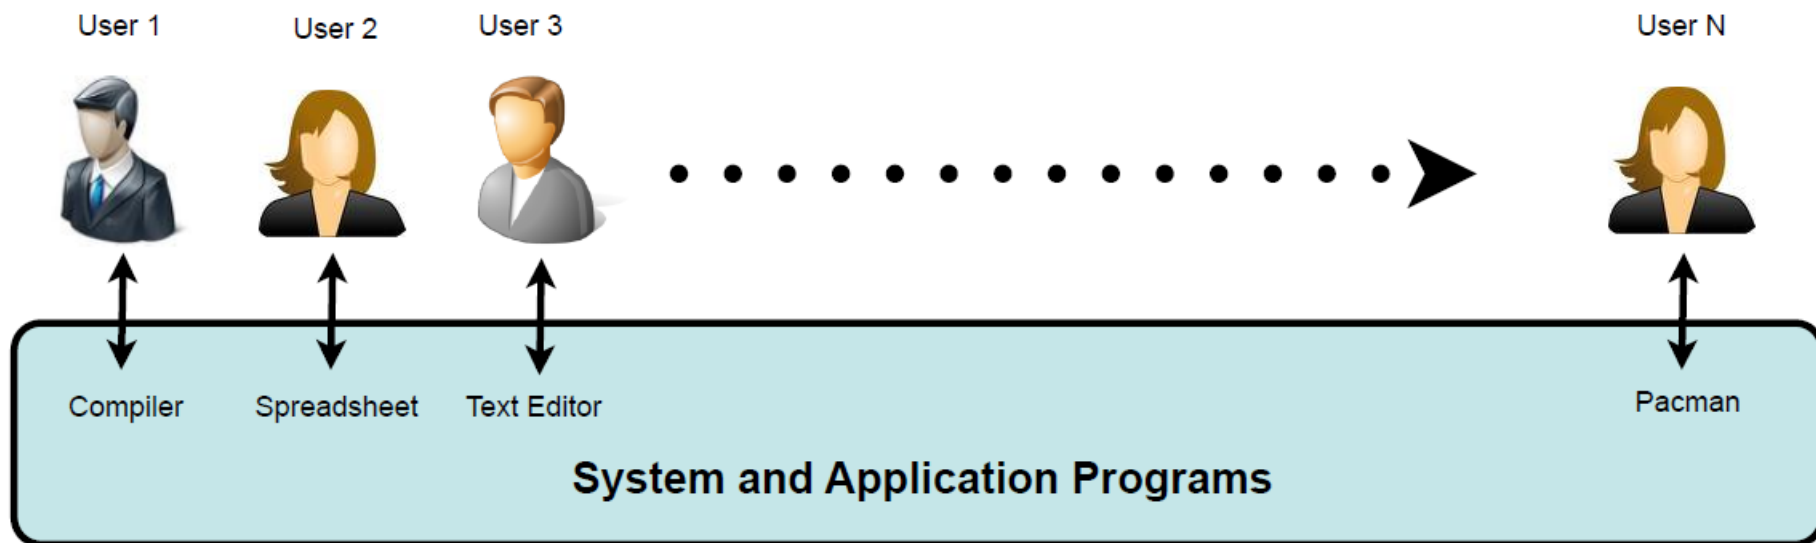 User 1
User 2
User 3
User N
Compiler
Spreadsheet
Text Editor
Pacman
System and Application Programs